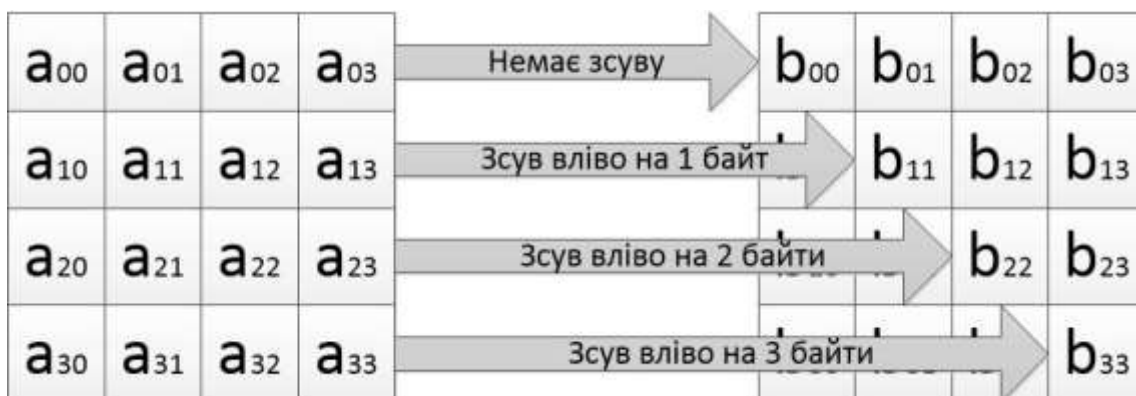 a00 a01 a02 a03 Немає зсуву b00 b01 b02 b03
a10 a11 a12 a13 Зсув вліво на 1 байт b11 b12 b13
a20 a21 a22 a23 Зсув вліво на 2 байти b22 b23
a30 a31 a32 a33 Зсув вліво на 3 байти b33